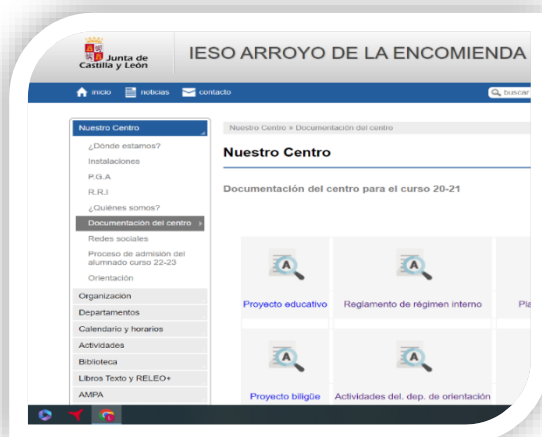 Junta de
Castilla y León
IESO ARROYO DE LA ENCOMIENDA
inicio noticias contacto
buscar
Nuestro Centro
¿Dónde estamos?
Instalaciones
P.G.A
R.R.I
¿Quiénes somos?
Documentación del centro
Redes sociales
Proceso de admisión del
alumnado curso 22-23
Orientación
Organización
Departamentos
Calendario y horarios
Actividades
Biblioteca
Libros Texto y RELEO+
AMPA
Nuestro Centro » Documentación del centro
Nuestro Centro
Documentación del centro para el curso 20-21
A A
Proyecto educativo Reglamento de régimen interno
A A
Proyecto biligüe Actividades del. dep. de orientación